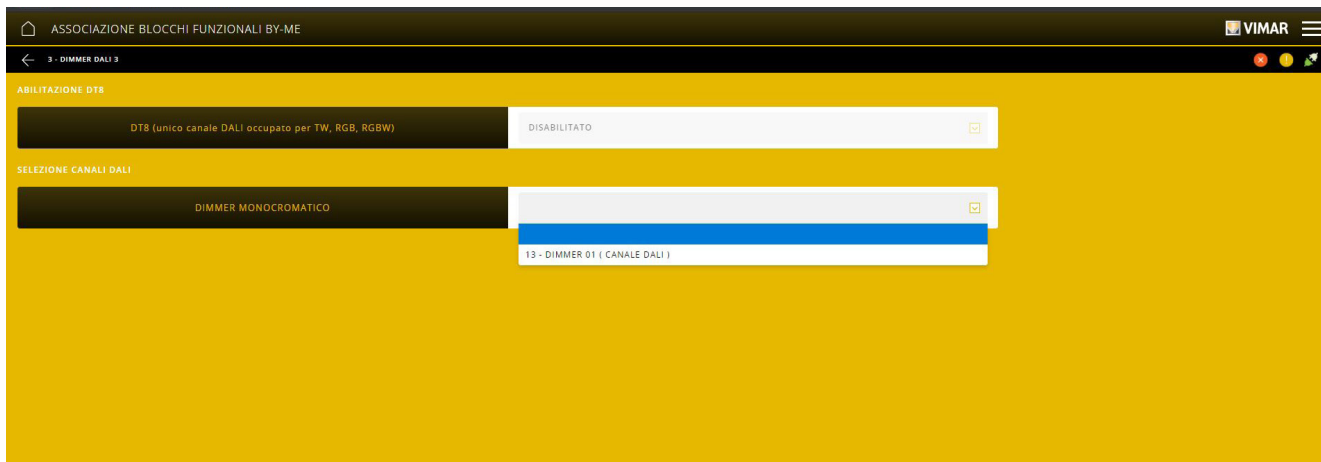 ASSOCIAZIONE BLOCCHI FUNZIONALI BY-ME
VIMAR
3 - DIMMER DALI 3
ABILITAZIONE DT8
DT8 (unico canale DALI occupato per TW, RGB, RGBW)
DISABILITATO
SELEZIONE CANALI DALI
DIMMER MONOCROMATICO
13 - DIMMER 01 ( CANALE DALI )